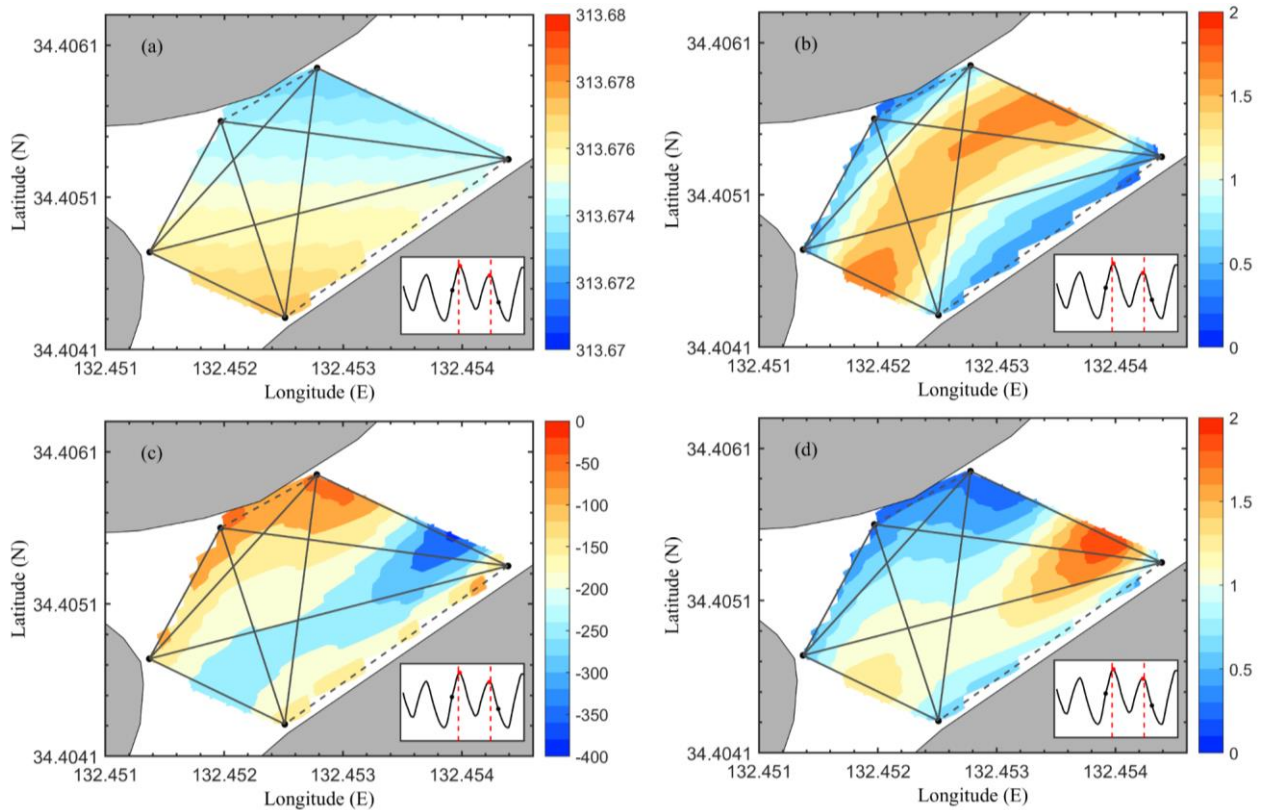 (a)
34.4061
34.4051
34.4041
132.451 132.452 132.453 132.454
Longitude (E)
Latitude (N)
313.68
313.678
313.676
313.674
313.672
313.67
(b)
34.4061
34.4051
34.4041
132.451 132.452 132.453 132.454
Longitude (E)
Latitude (N)
2
1.5
1
0.5
0
(c)
34.4061
34.4051
34.4041
132.451 132.452 132.453 132.454
Longitude (E)
Latitude (N)
0
-50
-100
-150
-200
-250
-300
-350
-400
(d)
34.4061
34.4051
34.4041
132.451 132.452 132.453 132.454
Longitude (E)
Latitude (N)
2
1.5
1
0.5
0